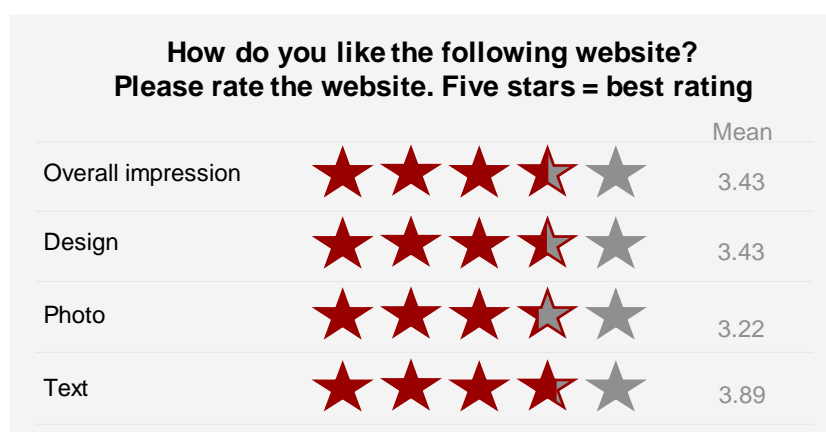 How do you like the following website?
Please rate the website. Five stars = best rating
Mean
Overall impression 3.43
Design 3.43
Photo 3.22
Text 3.89